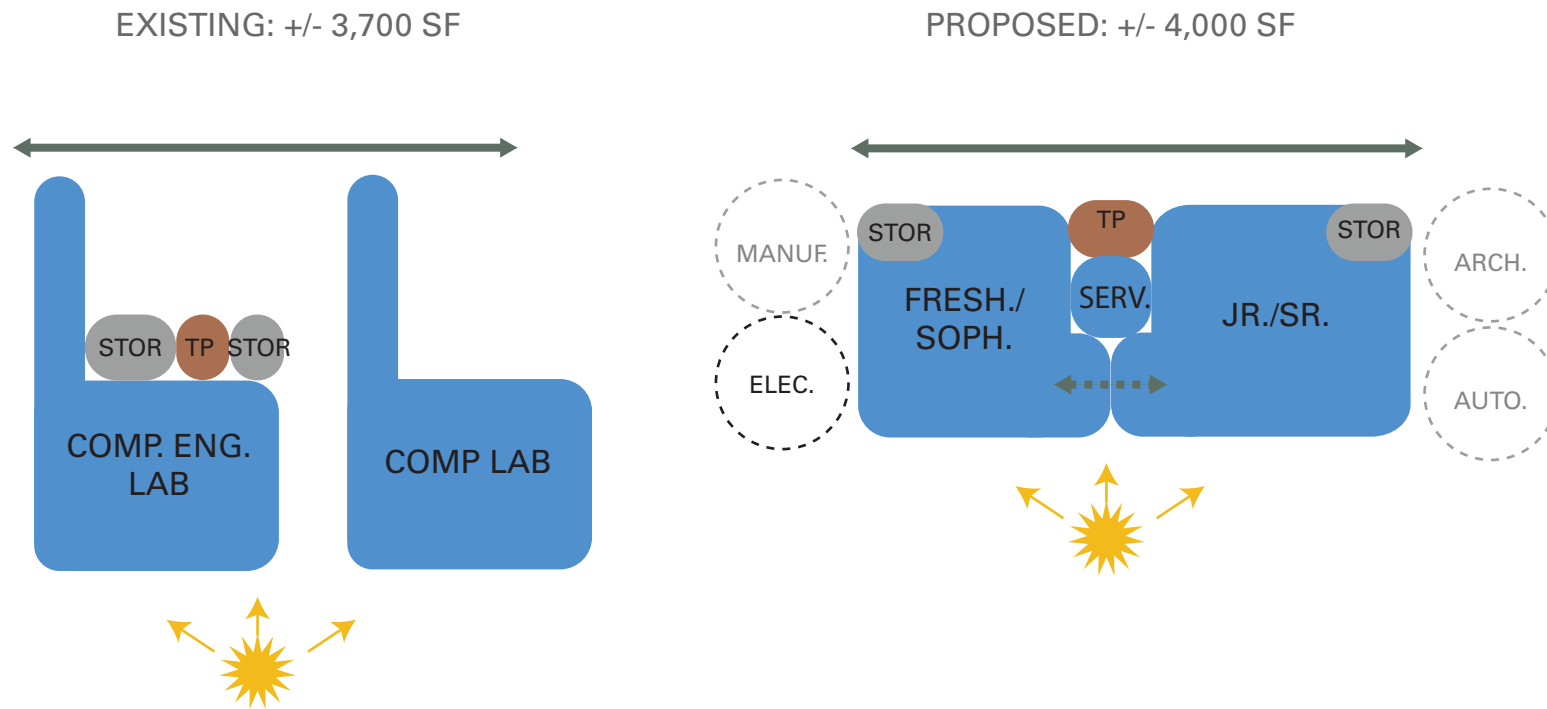 EXISTING: +/- 3,700 SF
STOR
TP
STOR
COMP. ENG.
LAB
COMP LAB
PROPOSED: +/- 4,000 SF
MANUF.
ELEC.
STOR
FRESH./
SOPH.
TP
SERV.
JR./SR.
STOR
ARCH.
AUTO.